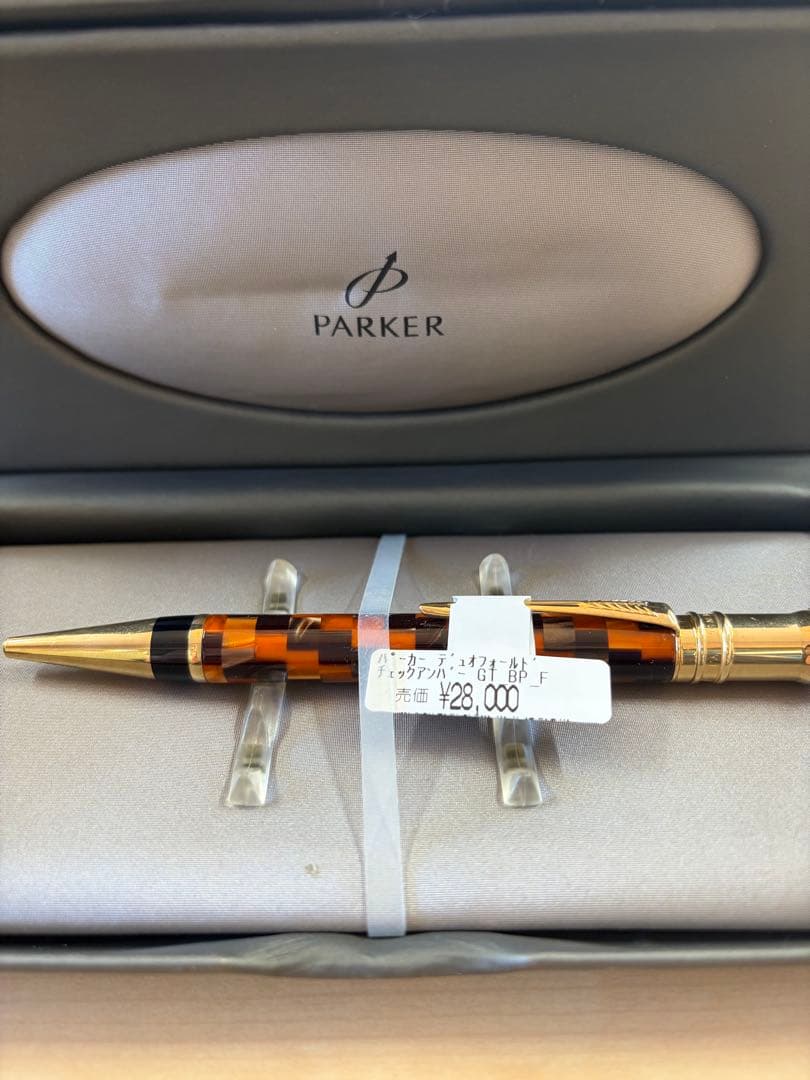 PARKER
パーカー デュオフォールド
チェックアンバー GT BP_F
売価 ¥28,000